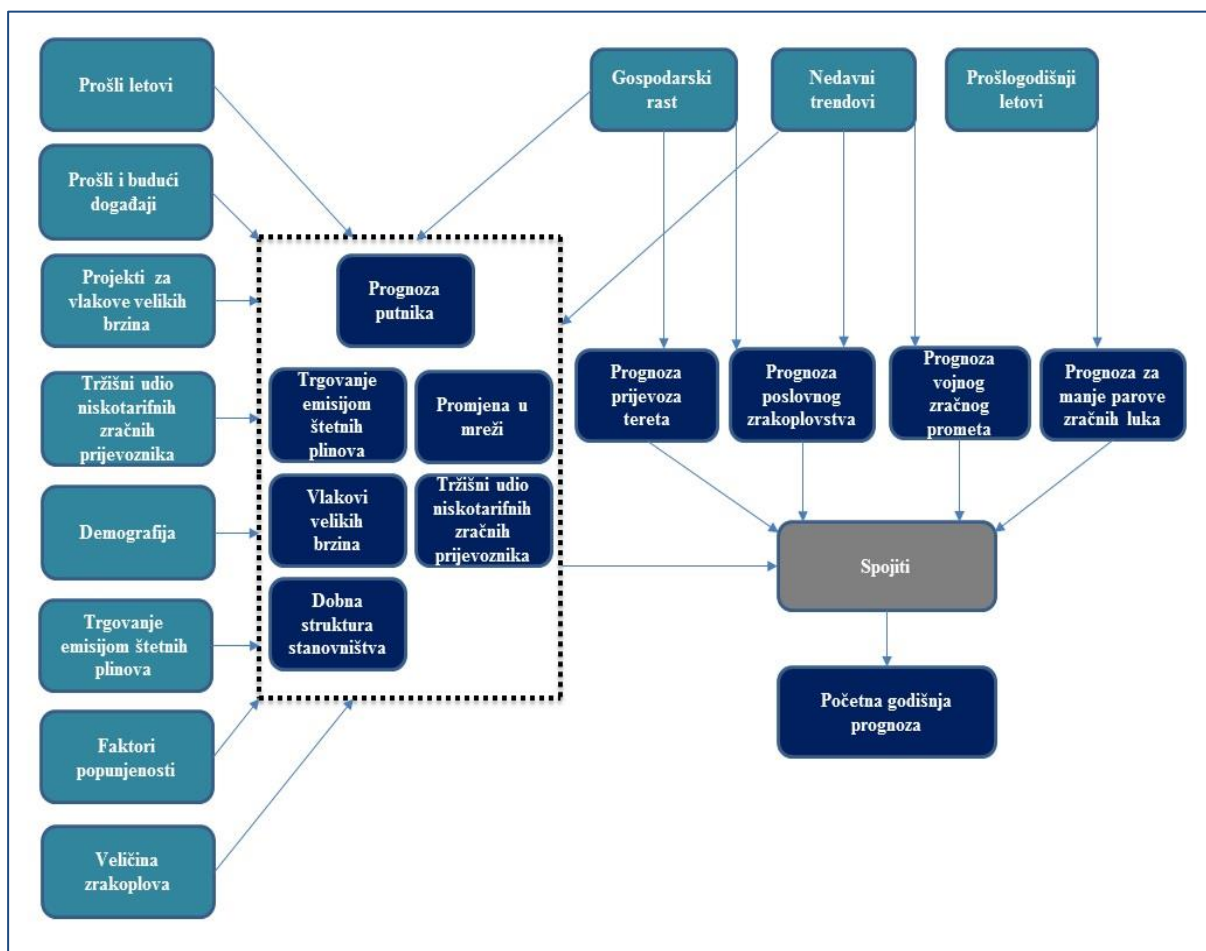 Prošli letovi
Prošli i budući
događaji
Projekti za
vlakove velikih
brzina
Tržišni udio
niskotarifnih
zračnih
prijevoznika
Demografija
Trgovanje
emisijom štetnih
plinova
Faktori
popunjenosti
Veličina
zrakoplova
Gospodarski
rast
Nedavni
trendovi
Prošlogodišnji
letovi
Prognoza
putnika
Trgovanje
emisijom
štetnih
plinova
Promjena u
mreži
Vlakovi
velikih
brzina
Tržišni udio
niskotarifnih
zračnih
prijevoznika
Dobna
struktura
stanovništva
Prognoza
prijevoza
tereta
Prognoza
poslovnog
zrakoplovstva
Prognoza
vojnog
zračnog
prometa
Prognoza za
manje parove
zračnih luka
Spojiti
Početna godišnja
prognoza